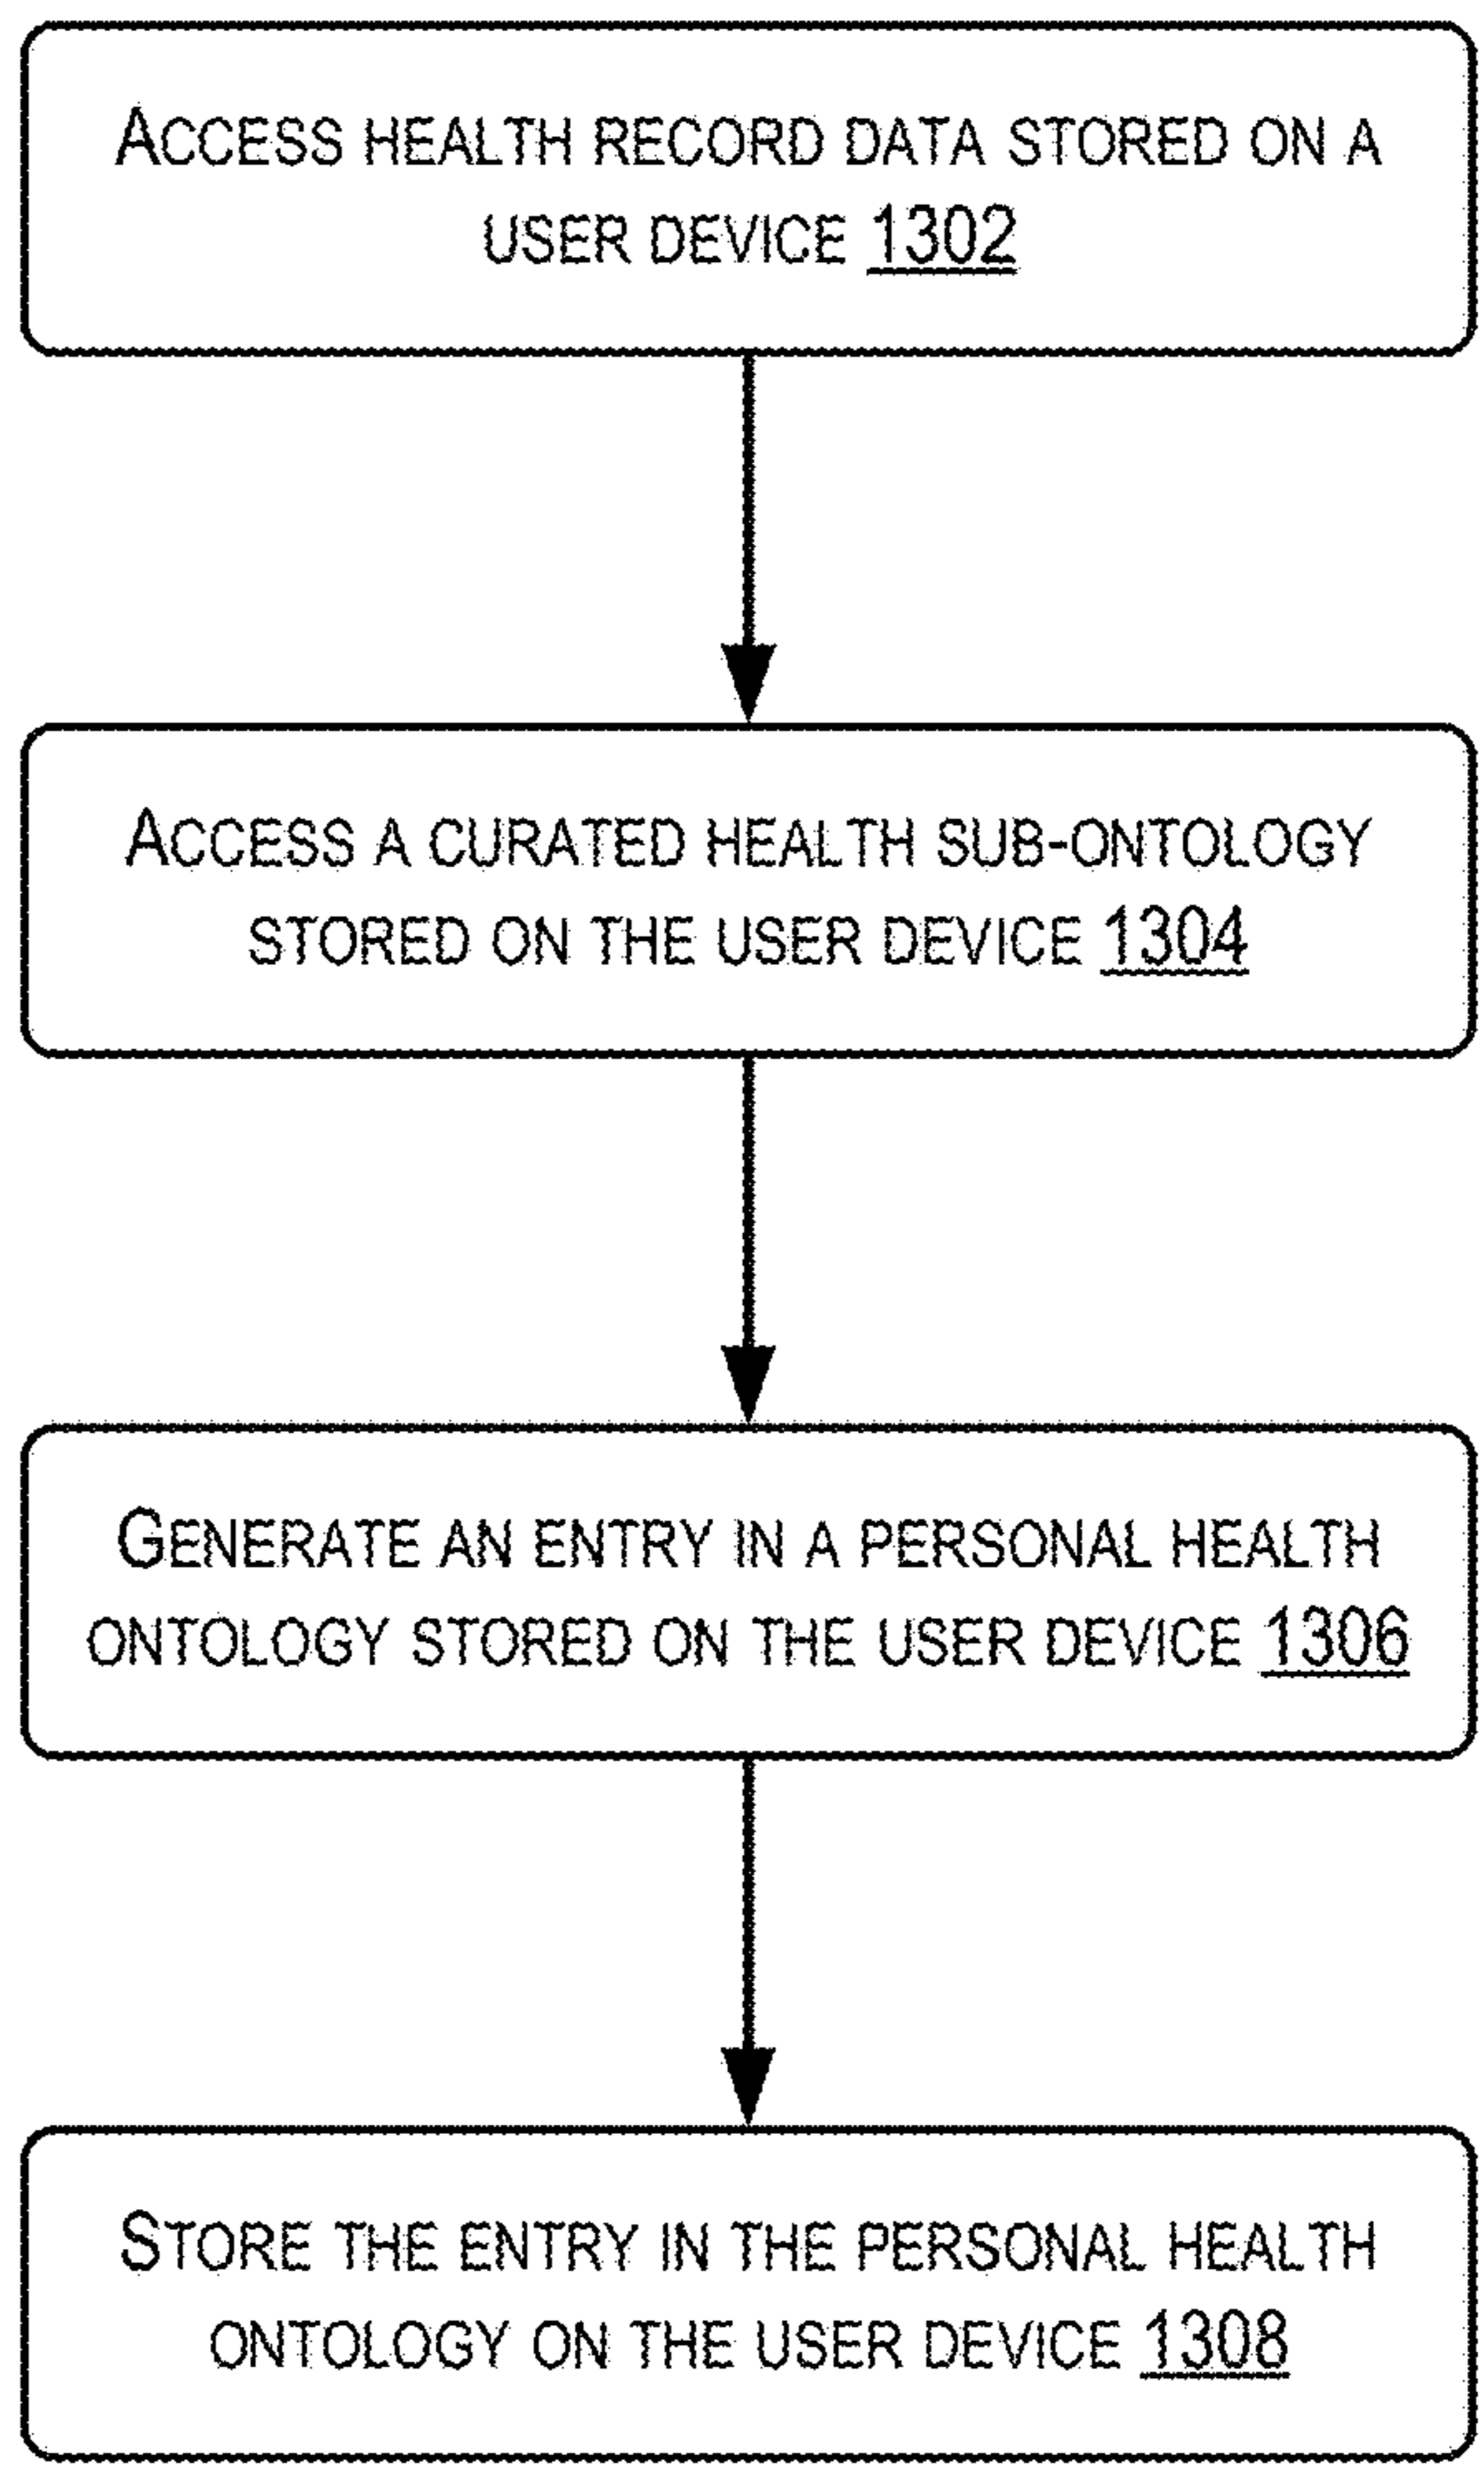 ACCESS HEALTH RECORD DATA STORED ON A
USER DEVICE 1302
ACCESS A CURATED HEALTH SUB-ONTOLOGY
STORED ON THE USER DEVICE 1304
GENERATE AN ENTRY IN A PERSONAL HEALTH
ONTOLOGY STORED ON THE USER DEVICE 1306
STORE THE ENTRY IN THE PERSONAL HEALTH
ONTOLOGY ON THE USER DEVICE 1308